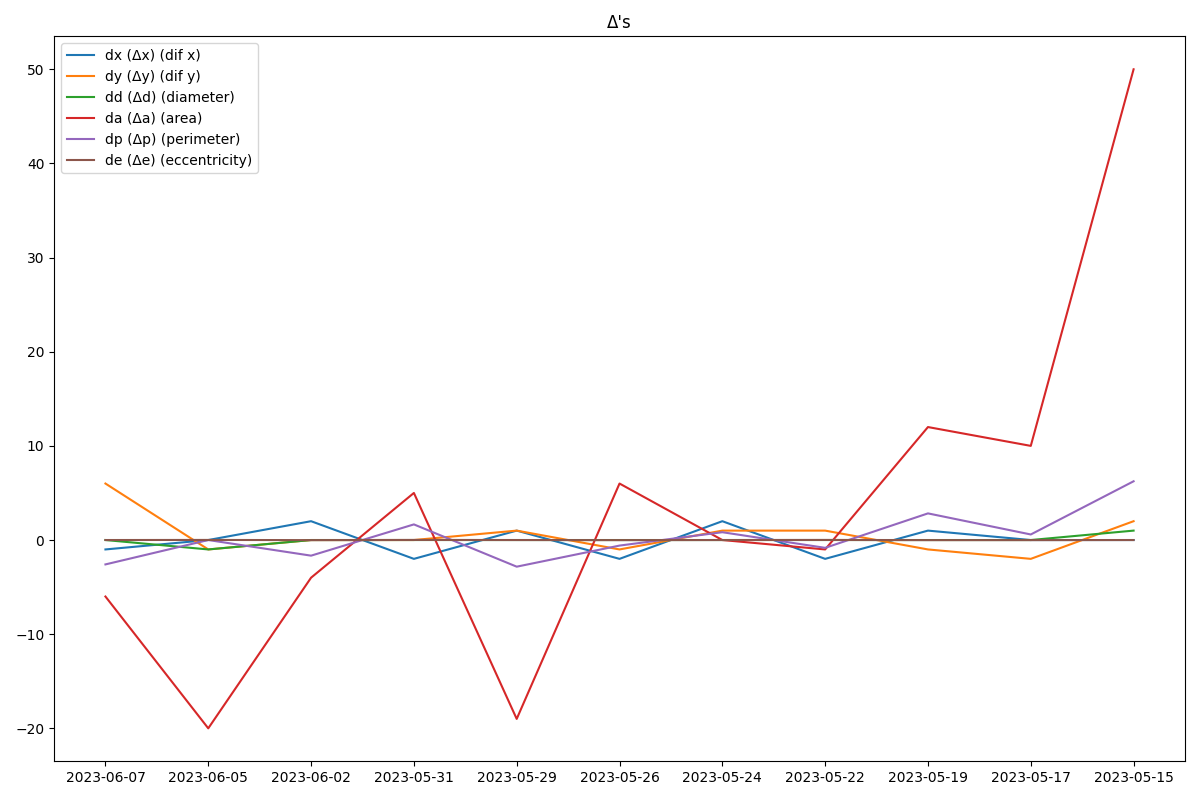 Δ's
dx (Δx) (dif x)
dy (Δy) (dif y)
dd (Δd) (diameter)
da (Δa) (area)
dp (Δp) (perimeter)
de (Δe) (eccentricity)
50
40
30
20
10
0
−10
−20
2023-06-07 2023-06-05 2023-06-02 2023-05-31 2023-05-29 2023-05-26 2023-05-24 2023-05-22 2023-05-19 2023-05-17 2023-05-15